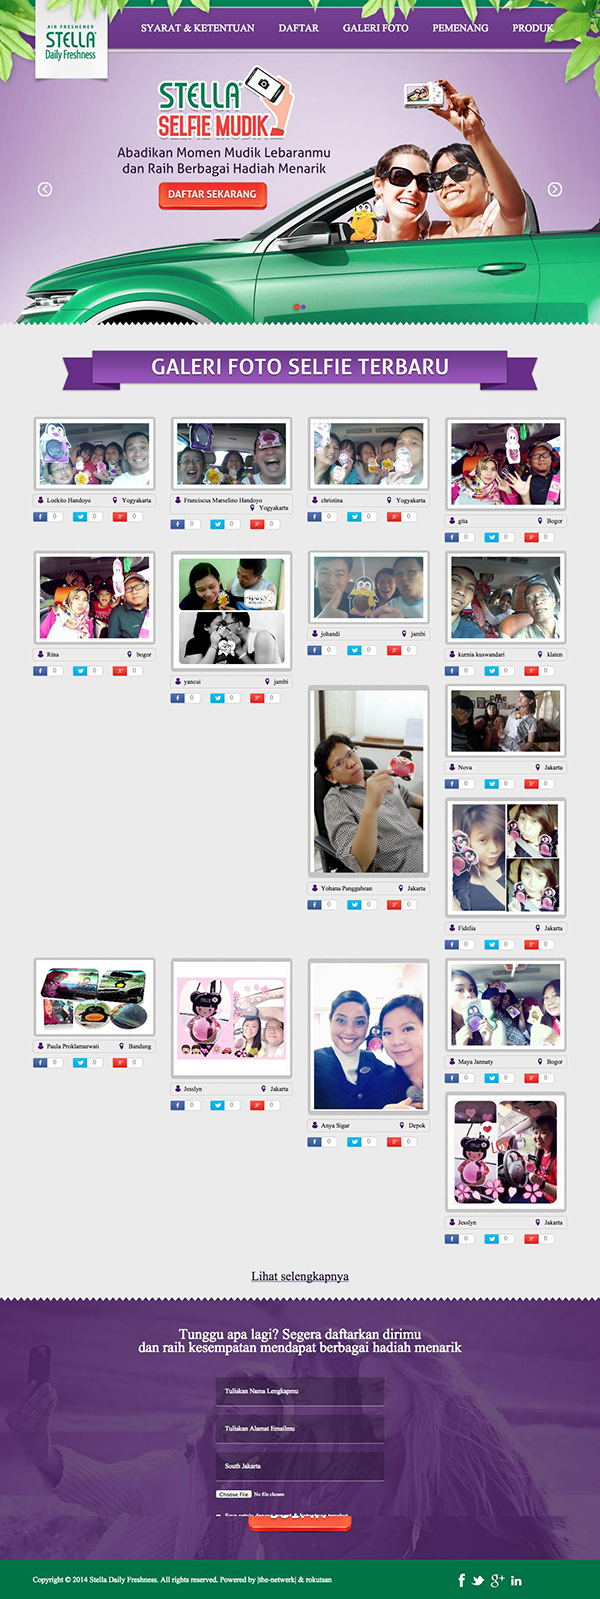 AIR FRESHENER
STELLA
Daily Freshness
SYARAT & KETENTUAN DAFTAR GALERI FOTO PEMENANG PRODUK
STELLA
SELFIE MUDIK
Abadikan Momen Mudik Lebaranmu
dan Raih Berbagai Hadiah Menarik
DAFTAR SEKARANG
GALERI FOTO SELFIE TERBARU
Loekito Handoyo Yogyakarta
0 0 0
Franciscus Marselino Handoyo
Yogyakarta
0 0 0
christina Yogyakarta
0 0 0
gita Bogor
0 0 0
Rina bogor
0 0 0
yancui jambi
0 0 0
johandi jambi
0 0 0
kurnia kuswandari klaten
0 0 0
Yohana Panggabean Jakarta
0 0 0
Nova Jakarta
0 0 0
Fidelia Jakarta
0 0 0
Paula Proklamarwati Bandung
0 0 0
Jesslyn Jakarta
0 0 0
Anya Sigar Depok
0 0 0
Maya Jannaty Bogor
0 0 0
LOVE
Jesslyn Jakarta
0 0 0
Lihat selengkapnya
Tunggu apa lagi? Segera daftarkan dirimu
dan raih kesempatan mendapat berbagai hadiah menarik
Tuliskan Nama Lengkapmu
Tuliskan Alamat Emailmu
South Jakarta
Choose File No file chosen
Copyright © 2014 Stella Daily Freshness. All rights reserved. Powered by |the-netwerk| & rokutsan